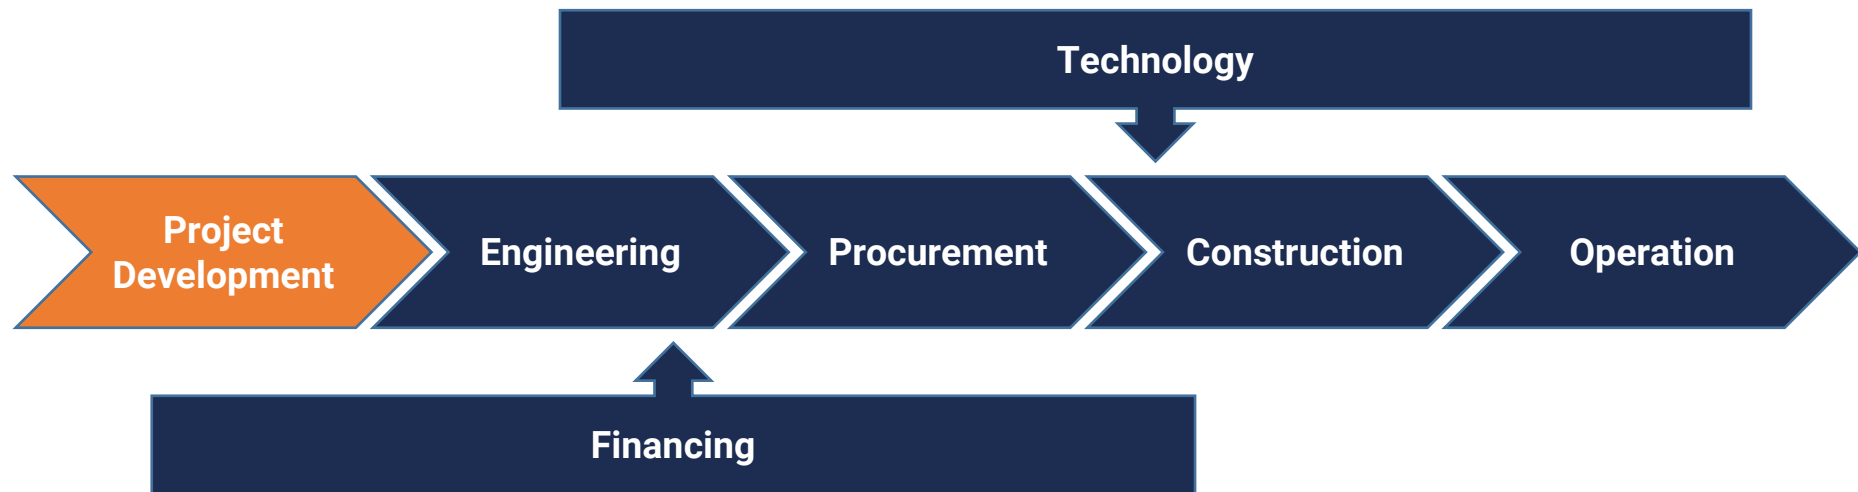 Technology
Project
Development
Engineering
Procurement
Construction
Operation
Financing